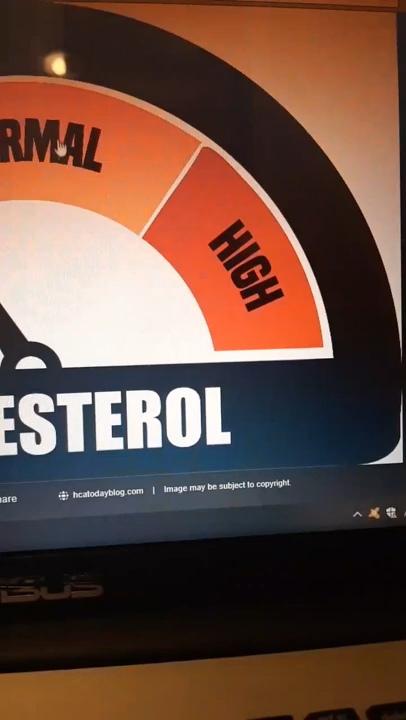 RMAL
HIGH
ESTEROL
hare
hcatodayblog.com | Image may be subject to copyright.